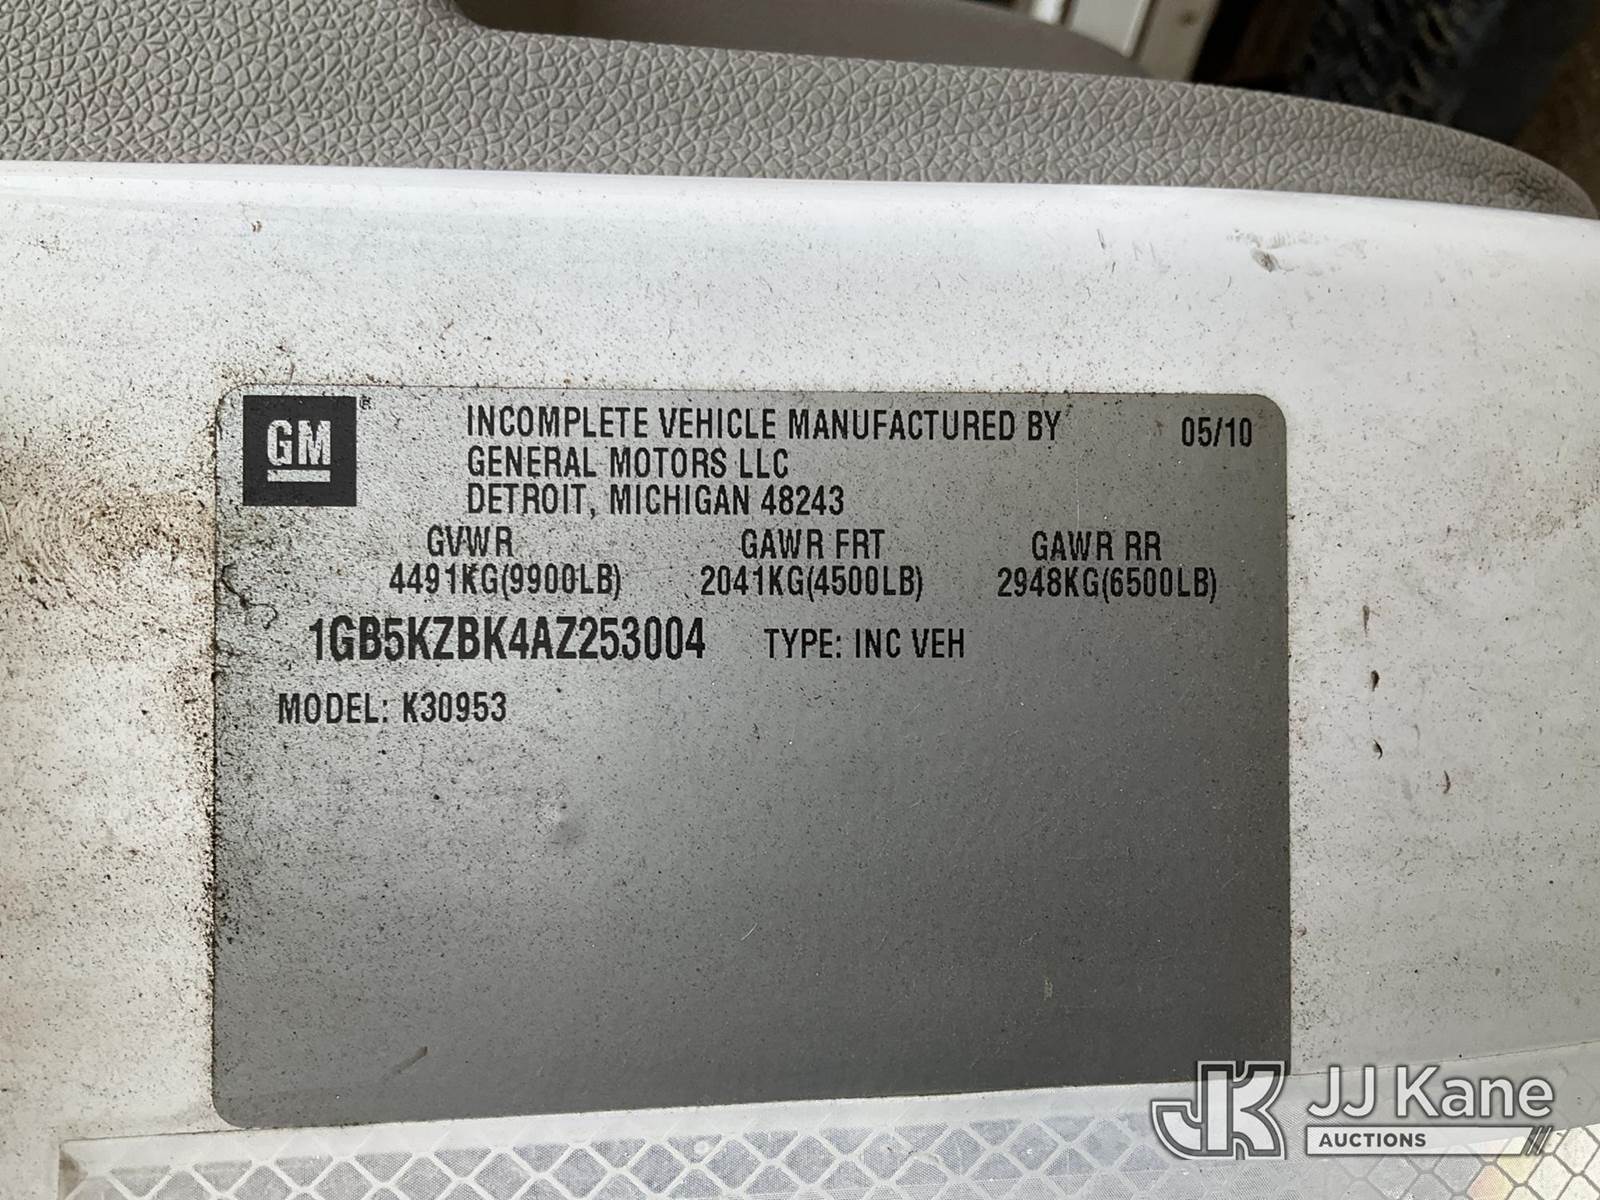 GM ®
INCOMPLETE VEHICLE MANUFACTURED BY 05/10
GENERAL MOTORS LLC
DETROIT, MICHIGAN 48243
GVWR GAWR FRT GAWR RR
4491KG(9900LB) 2041KG(4500LB) 2948KG(6500LB)
1GB5KZBK4AZ253004 TYPE: INC VEH
MODEL: K30953
JK JJ Kane
AUCTIONS